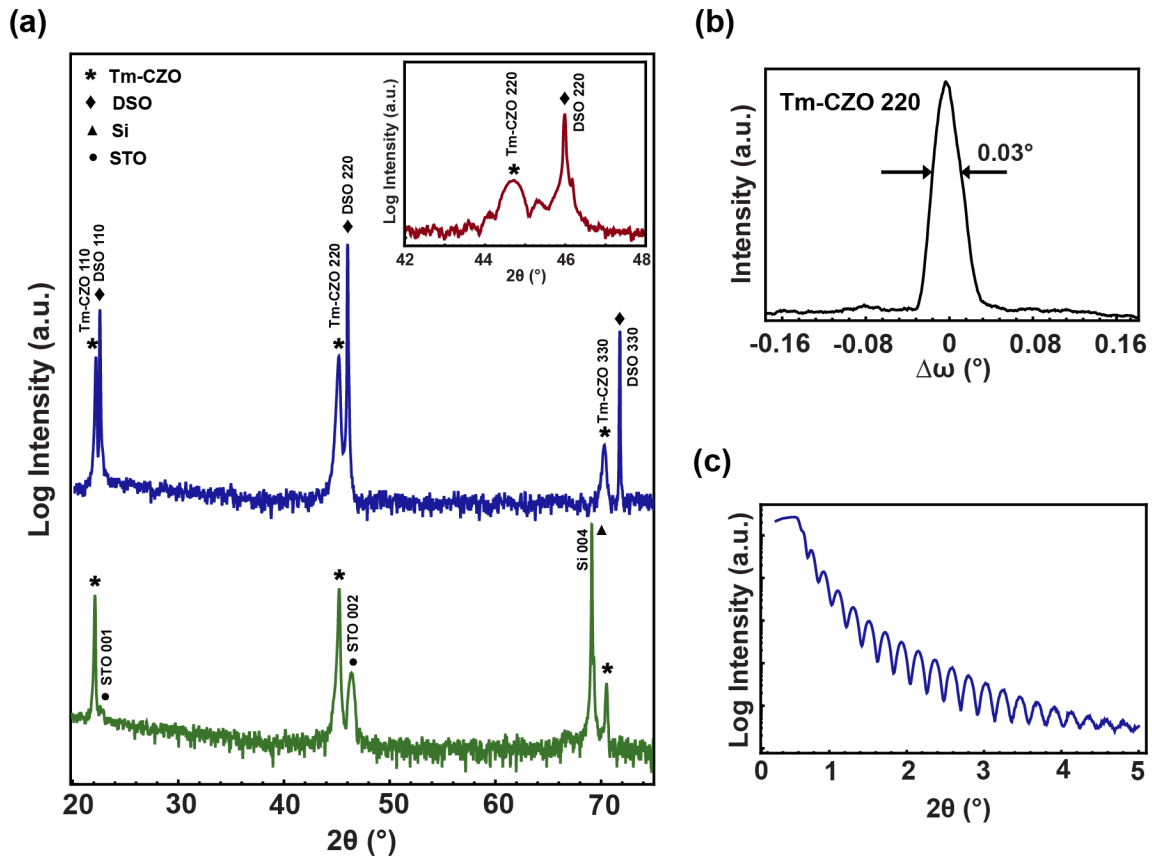 (a)
* Tm-CZO
♦ DSO
▲ Si
● STO
Tm-CZO 110
DSO 110
Tm-CZO 220
DSO 220
Tm-CZO 330
DSO 330
STO 001
STO 002
Si 004
Log Intensity (a.u.)
20 30 40 50 60 70
2θ (°)
Tm-CZO 220
DSO 220
Log Intensity (a.u.)
42 44 46 48
2θ (°)
(b)
Tm-CZO 220
0.03°
Intensity (a.u.)
-0.16 -0.08 0 0.08 0.16
Δω (°)
(c)
Log Intensity (a.u.)
0 1 2 3 4 5
2θ (°)